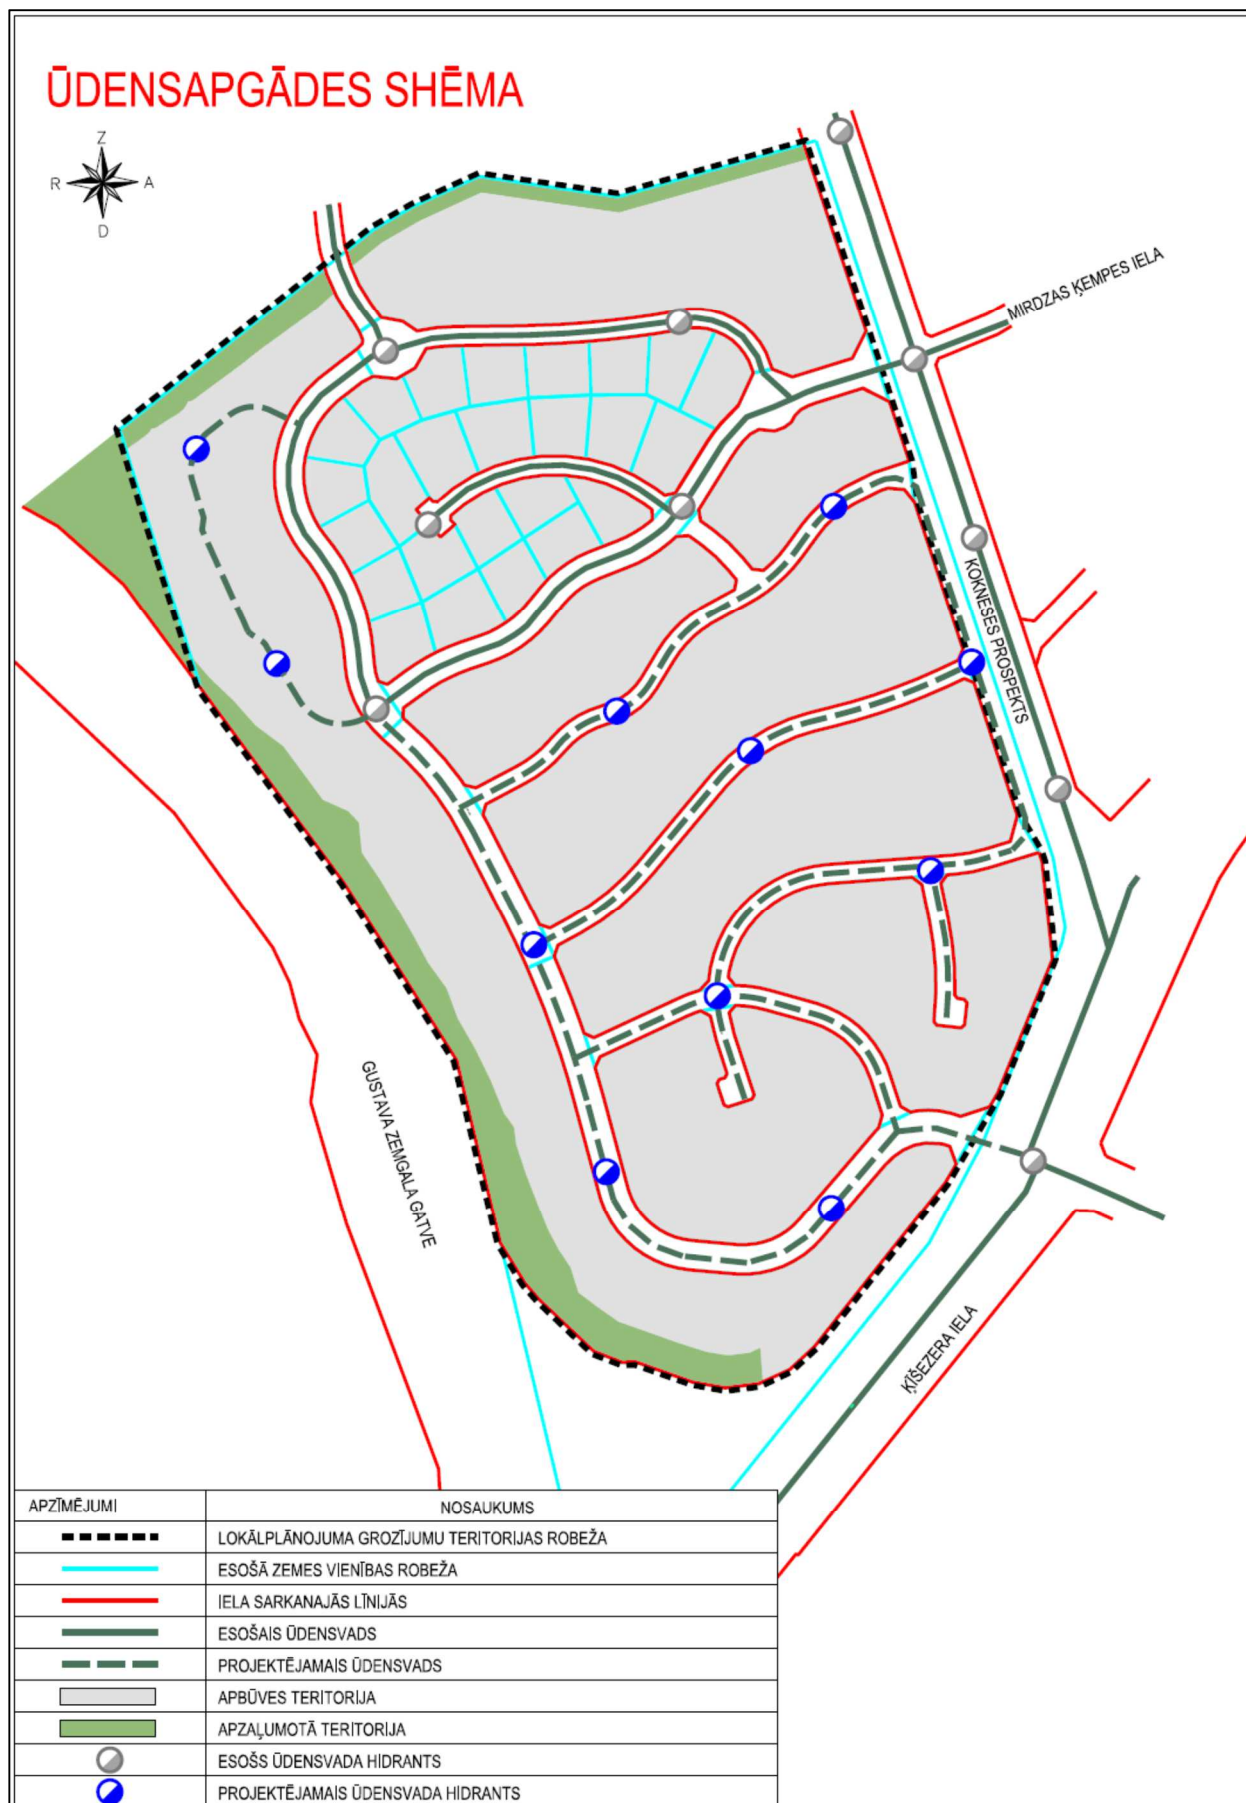 ŪDENSAPGĀDES SHĒMA
Z
R A
D
MIRDZAS ĶEMPES IELA
KOKNESES PROSPEKTS
GUSTAVA ZEMGALA GATVE
ĶĪŠEZERA IELA
APZĪMĒJUMI NOSAUKUMS
LOKĀLPLĀNOJUMA GROZĪJUMU TERITORIJAS ROBEŽA
ESOŠĀ ZEMES VIENĪBAS ROBEŽA
IELA SARKANAJĀS LĪNIJĀS
ESOŠAIS ŪDENSVADS
PROJEKTĒJAMAIS ŪDENSVADS
APBŪVES TERITORIJA
APZAĻUMOTĀ TERITORIJA
ESOŠS ŪDENSVADA HIDRANTS
PROJEKTĒJAMAIS ŪDENSVADA HIDRANTS